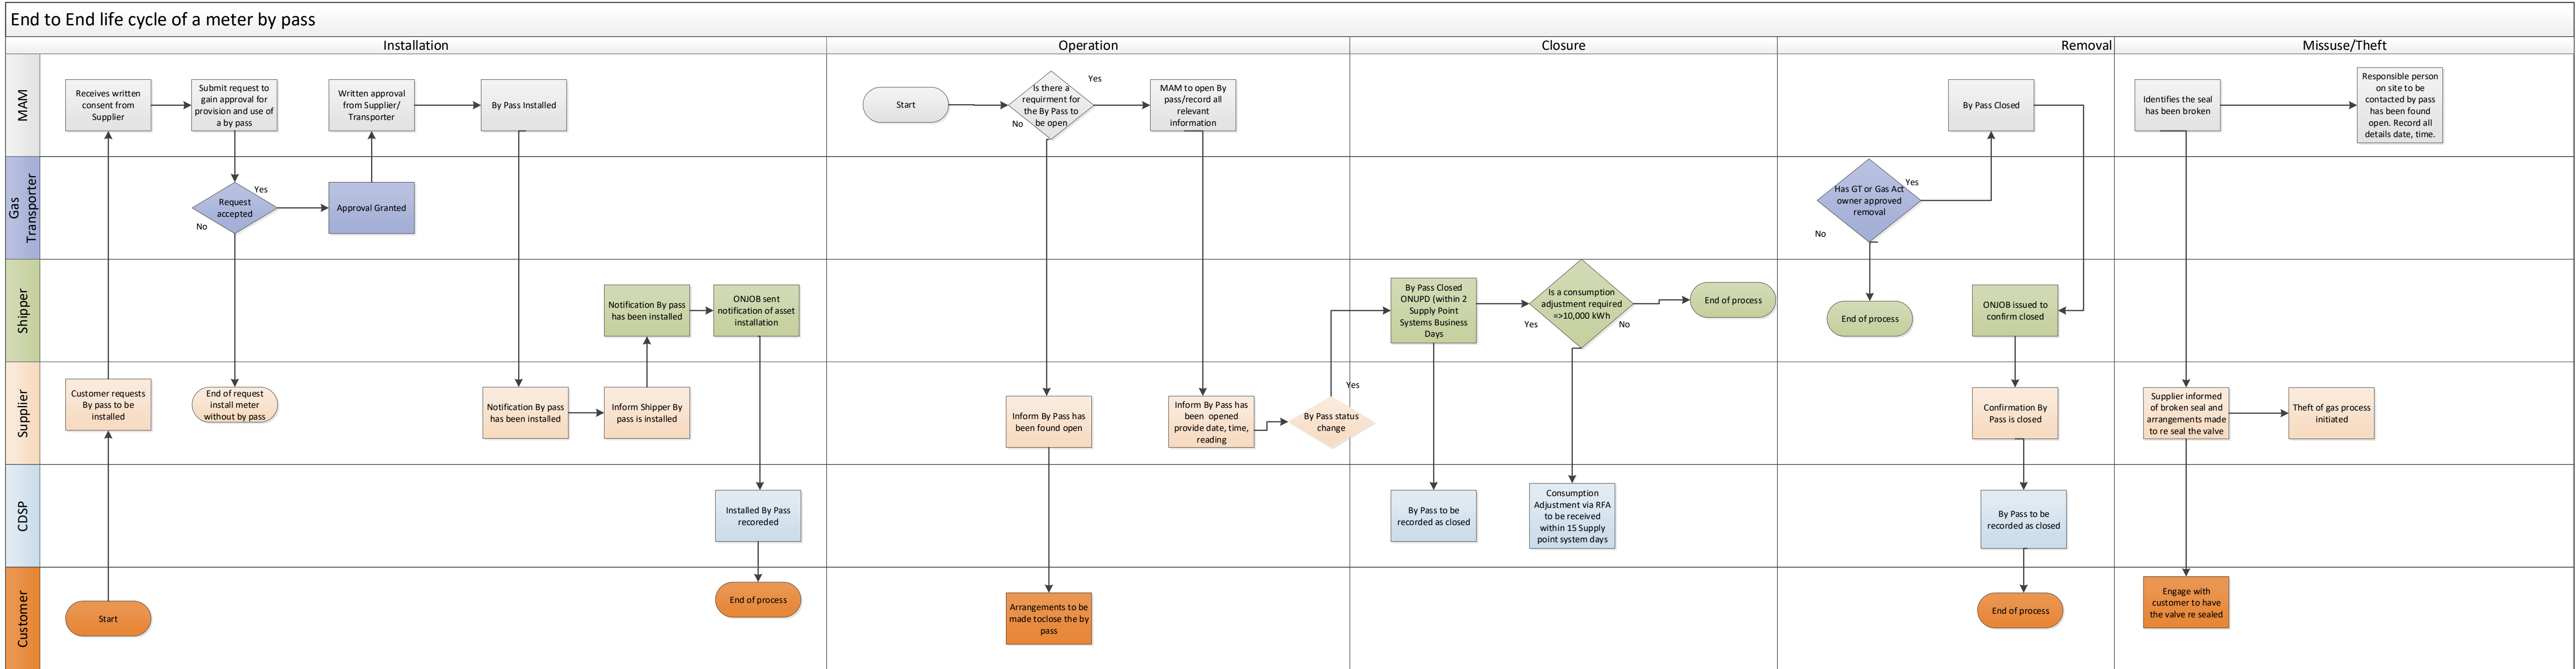 End to End life cycle of a meter by pass
Installation
Operation
Closure
Removal
Missuse/Theft
MAM
Receives written
consent from
Supplier
Submit request to
gain approval for
provision and use of
a by pass
Written approval
from Supplier/
Transporter
By Pass Installed
Start
Is there a
requirment for
the By Pass to
be open
Yes
No
MAM to open By
pass/record all
relevant
information
By Pass Closed
Identifies the seal
has been broken
Responsible person
on site to be
contacted by pass
has been found
open. Record all
details date, time.
Gas
Transporter
Request
accepted
Yes
No
Approval Granted
Has GT or Gas Act
owner approved
removal
Yes
No
Shipper
Notification By pass
has been installed
ONJOB sent
notification of asset
installation
By Pass Closed
ONUPD (within 2
Supply Point
Systems Business
Days
Is a consumption
adjustment required
=>10,000 kWh
Yes
No
End of process
End of process
ONJOB issued to
confirm closed
Supplier
Customer requests
By pass to be
installed
End of request
install meter
without by pass
Notification By pass
has been installed
Inform Shipper By
pass is installed
Inform By Pass has
been found open
Inform By Pass has
been opened
provide date, time,
reading
By Pass status
change
Yes
Confirmation By
Pass is closed
Supplier informed
of broken seal and
arrangements made
to re seal the valve
Theft of gas process
initiated
CDSP
Installed By Pass
recoreded
By Pass to be
recorded as closed
Consumption
Adjustment via RFA
to be received
within 15 Supply
point system days
By Pass to be
recorded as closed
Customer
Start
End of process
Arrangements to be
made toclose the by
pass
End of process
Engage with
customer to have
the valve re sealed